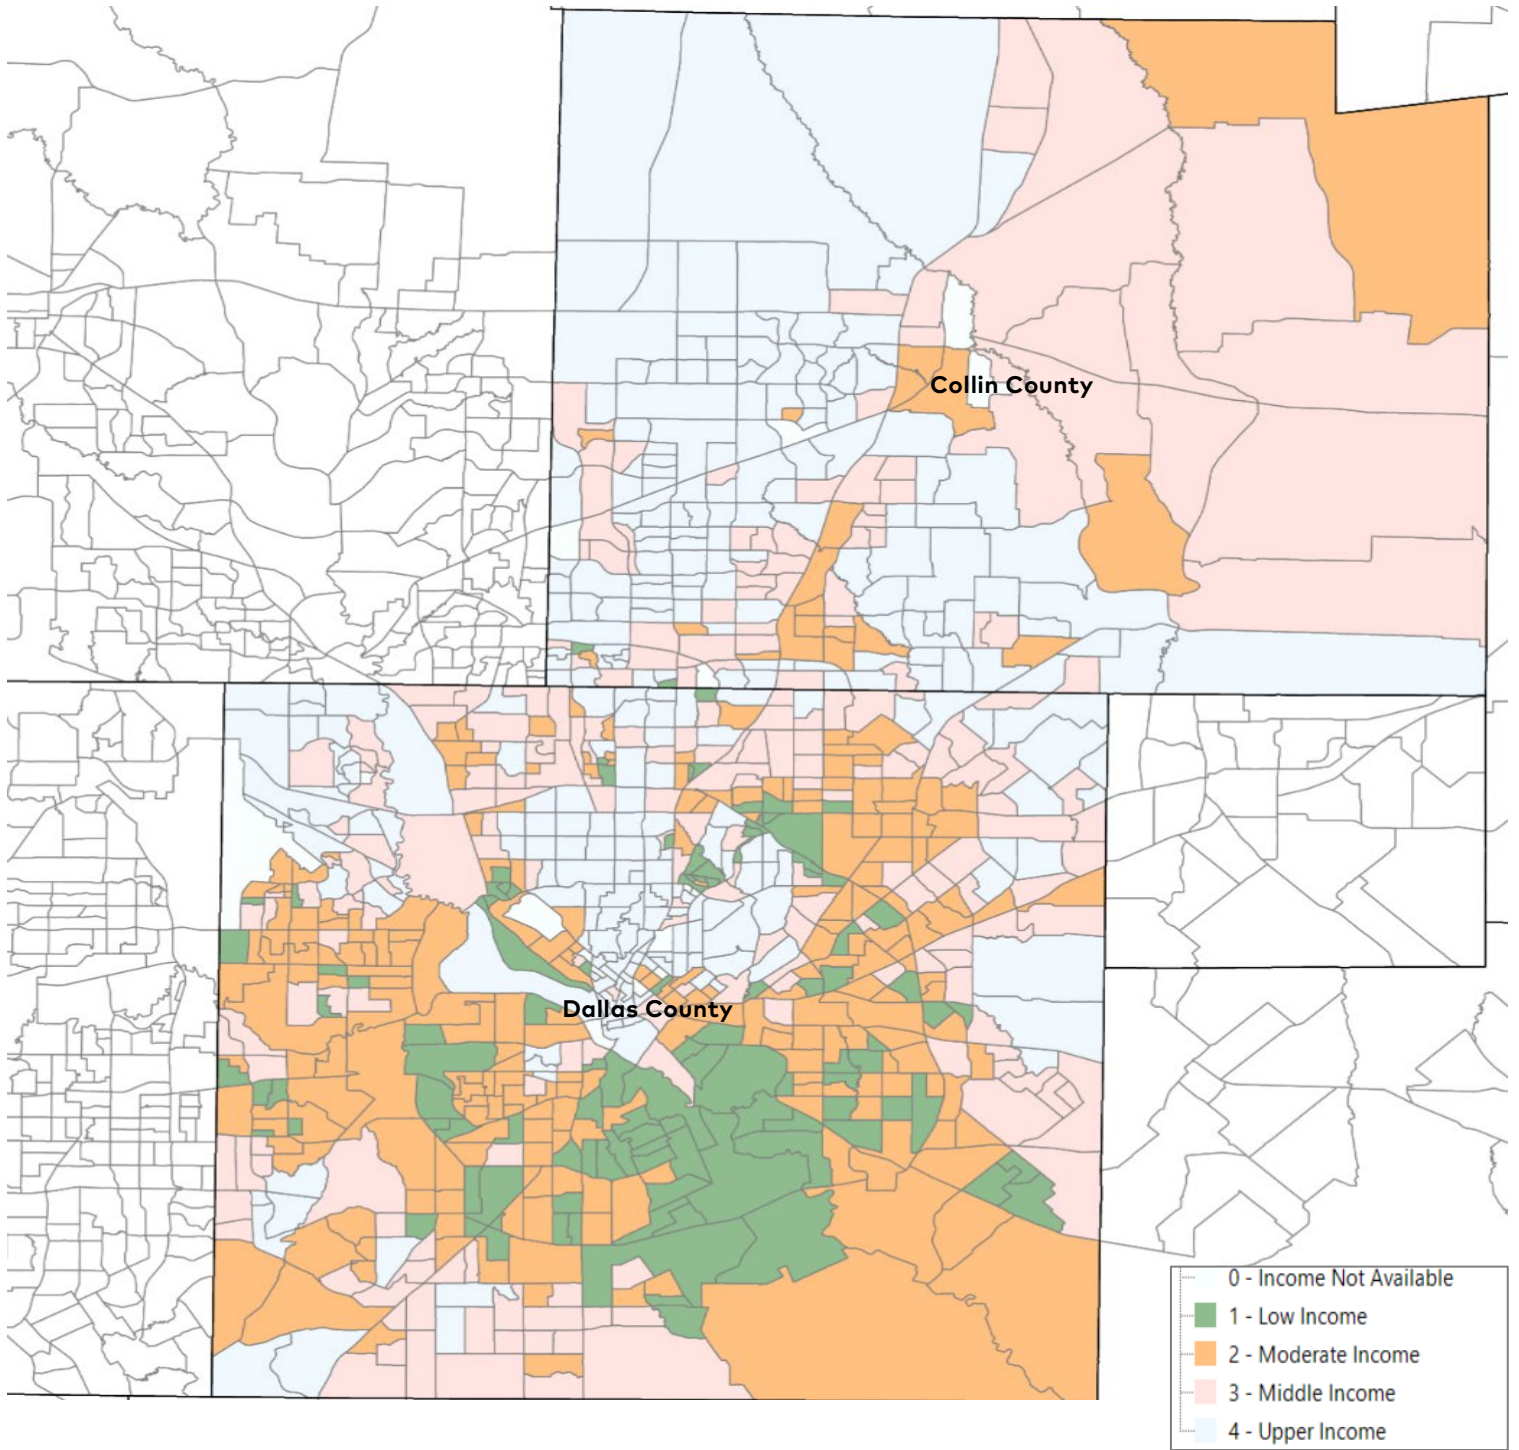 Collin County
Dallas County
0 - Income Not Available
1 - Low Income
2 - Moderate Income
3 - Middle Income
4 - Upper Income